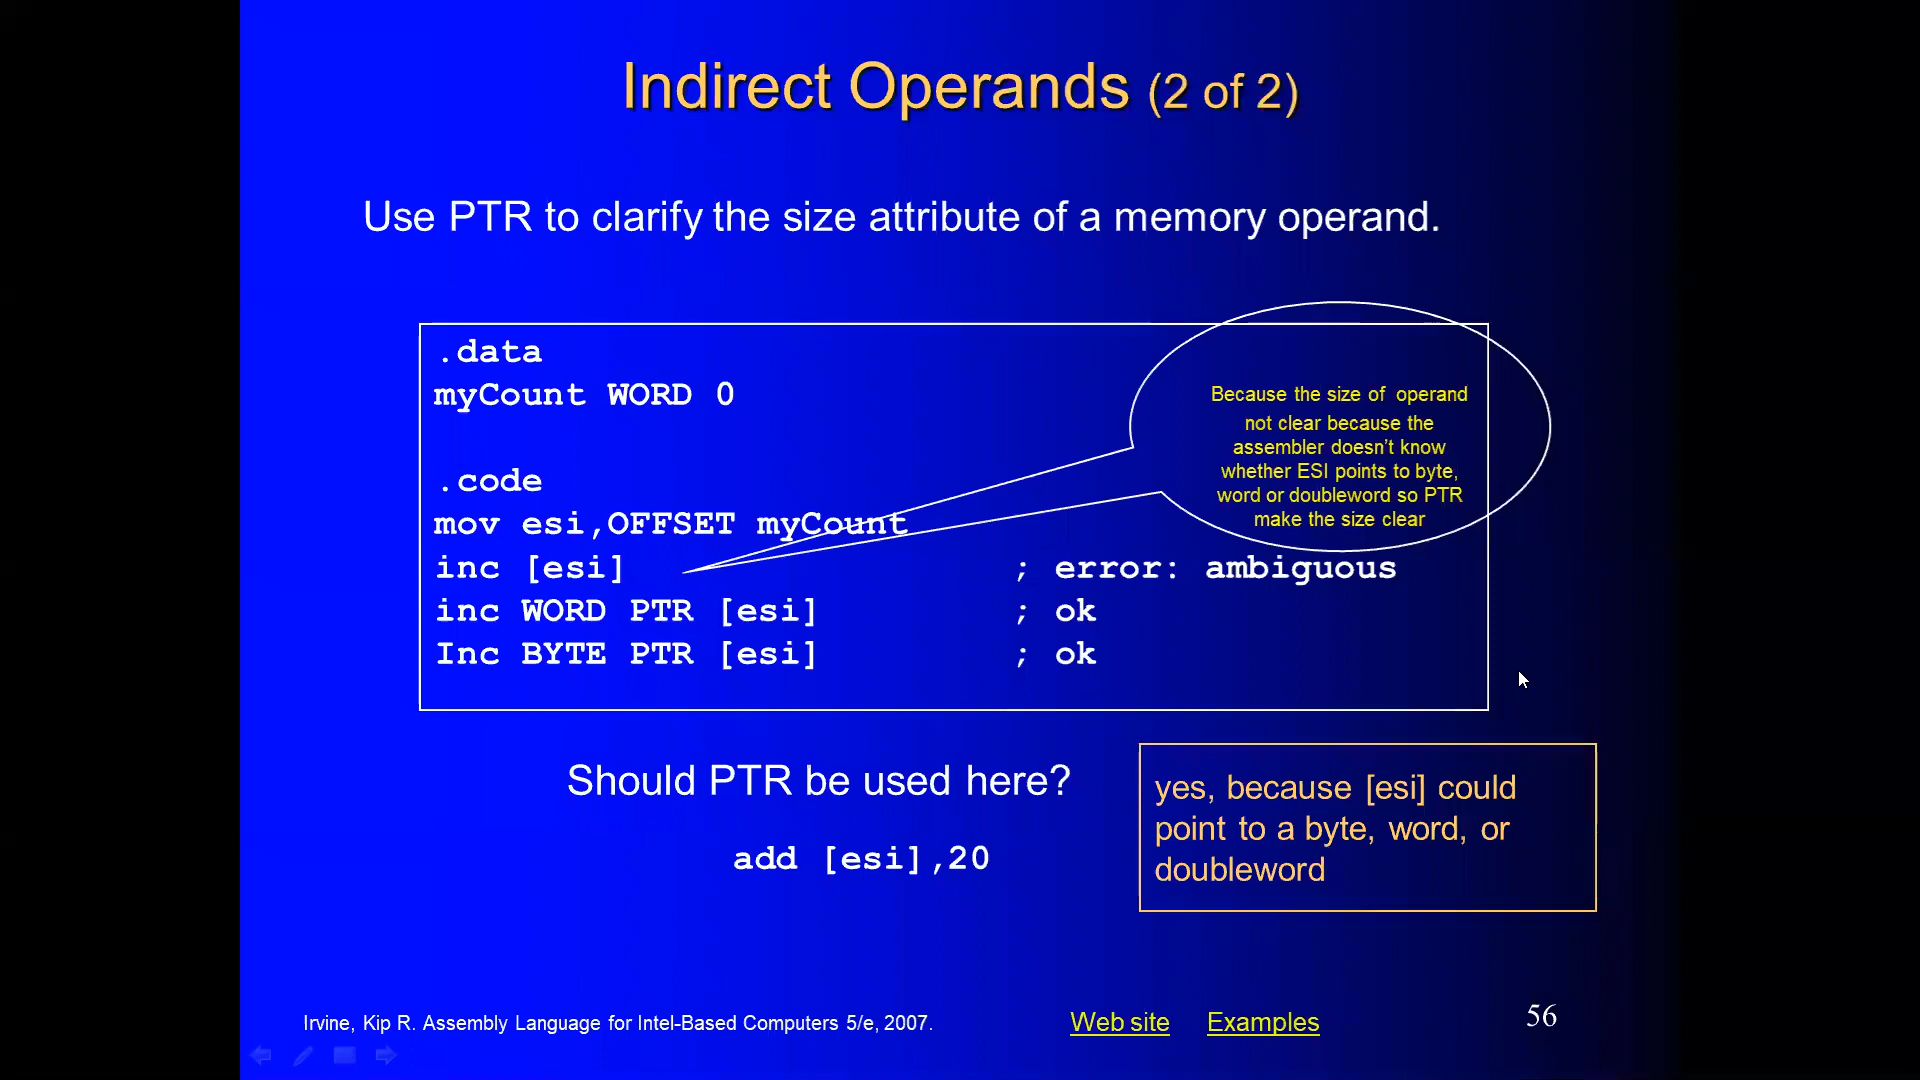 Indirect Operands (2 of 2)
Use PTR to clarify the size attribute of a memory operand.
.data
myCount WORD 0
.code
mov esi,OFFSET myCount
inc [esi] ; error: ambiguous
inc WORD PTR [esi] ; ok
Inc BYTE PTR [esi] ; ok
Because the size of operand
not clear because the
assembler doesn't know
whether ESI points to byte,
word or doubleword so PTR
make the size clear
Should PTR be used here?
add [esi],20
yes, because [esi] could
point to a byte, word, or
doubleword
Irvine, Kip R. Assembly Language for Intel-Based Computers 5/e, 2007.
Web site Examples
56